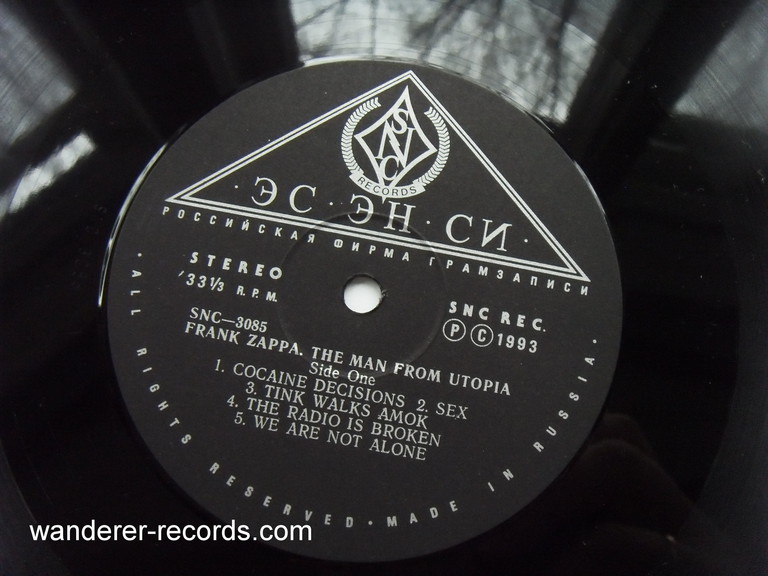 SNC
RECORDS
· ЭС · ЭН · СИ ·
РОССИЙСКАЯ ФИРМА ГРАМЗАПИСИ
STEREO
'33⅓ R.P.M.
SNC REC.
Ⓟ Ⓒ 1993
SNC—3085
FRANK ZAPPA. THE MAN FROM UTOPIA
Side One
1. COCAINE DECISIONS 2. SEX
3. TINK WALKS AMOK
4. THE RADIO IS BROKEN
5. WE ARE NOT ALONE
· ALL RIGHTS RESERVED · MADE IN RUSSIA ·
wanderer-records.com